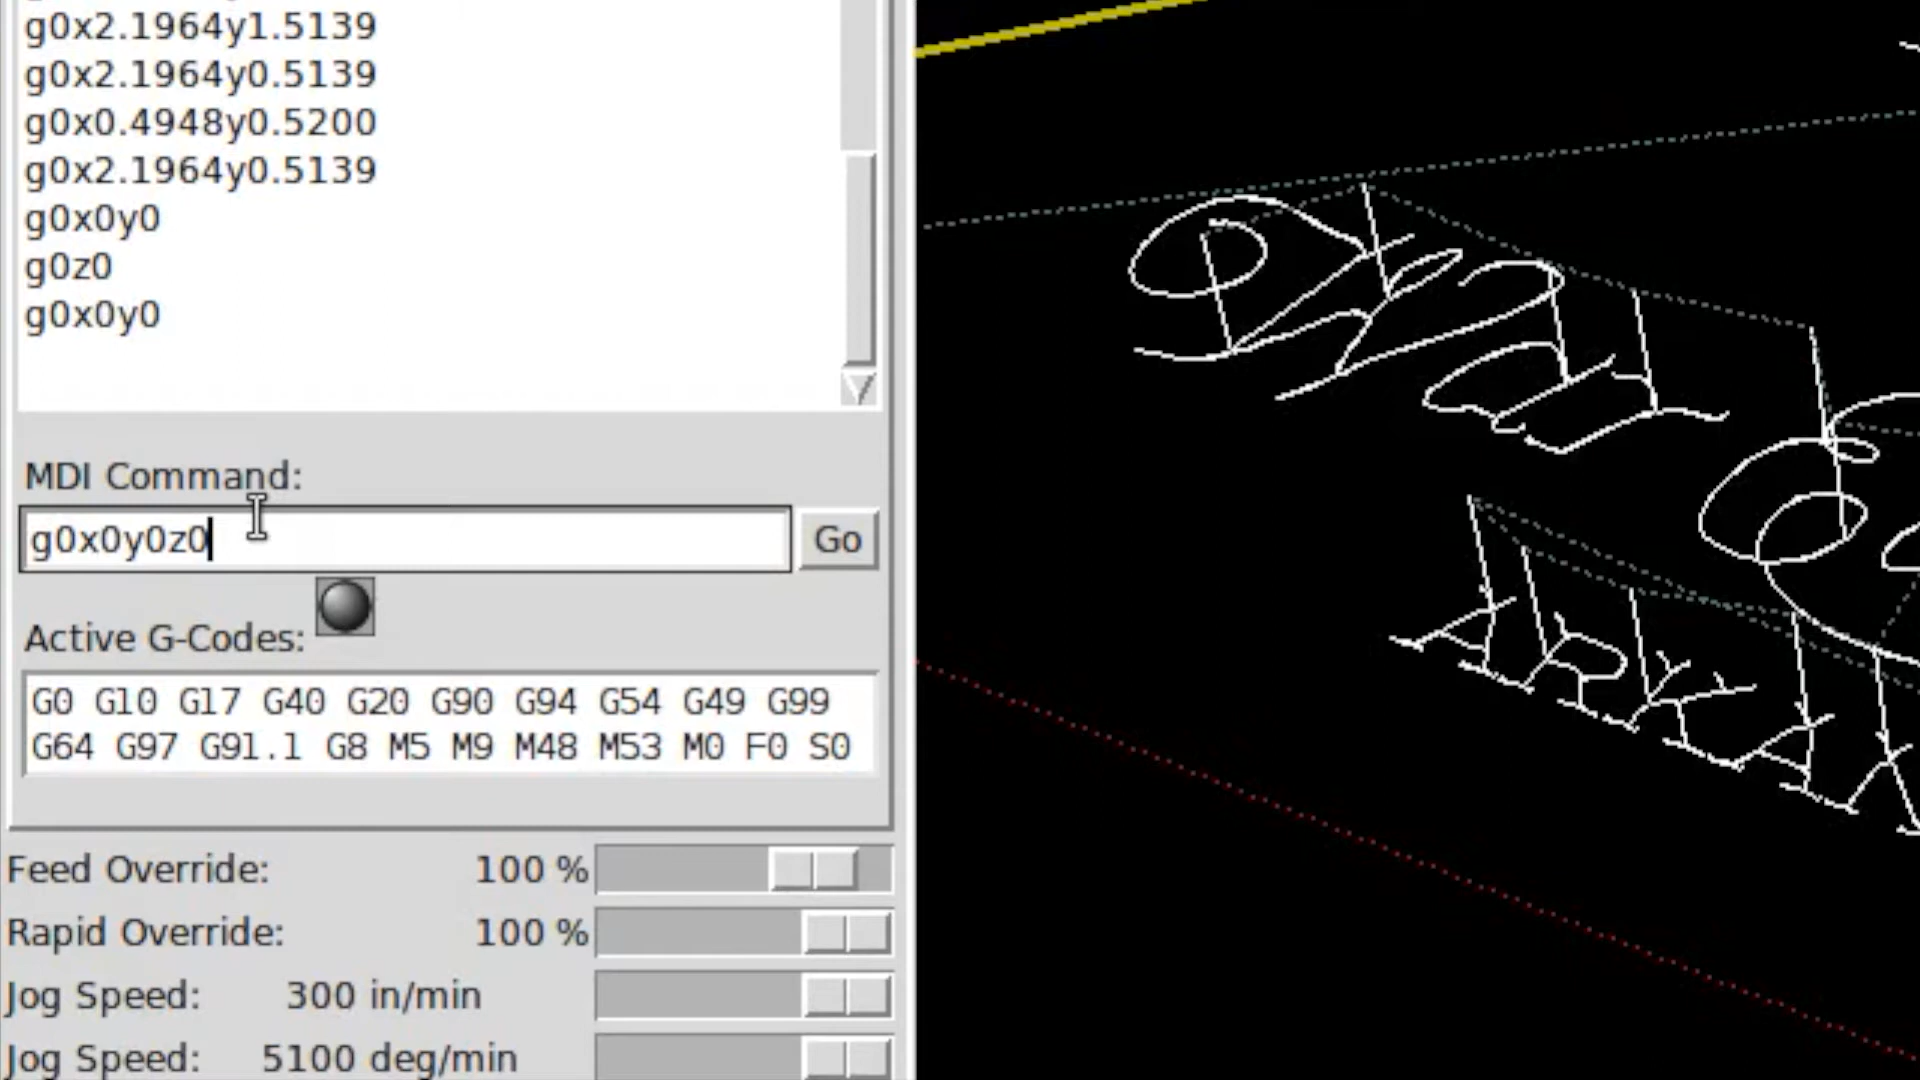 g0x2.1964y1.5139
g0x2.1964y0.5139
g0x0.4948y0.5200
g0x2.1964y0.5139
g0x0y0
g0z0
g0x0y0
MDI Command:
g0x0y0z0 Go
Active G-Codes:
G0 G10 G17 G40 G20 G90 G94 G54 G49 G99
G64 G97 G91.1 G8 M5 M9 M48 M53 M0 F0 S0
Feed Override: 100 %
Rapid Override: 100 %
Jog Speed: 300 in/min
Jog Speed: 5100 deg/min